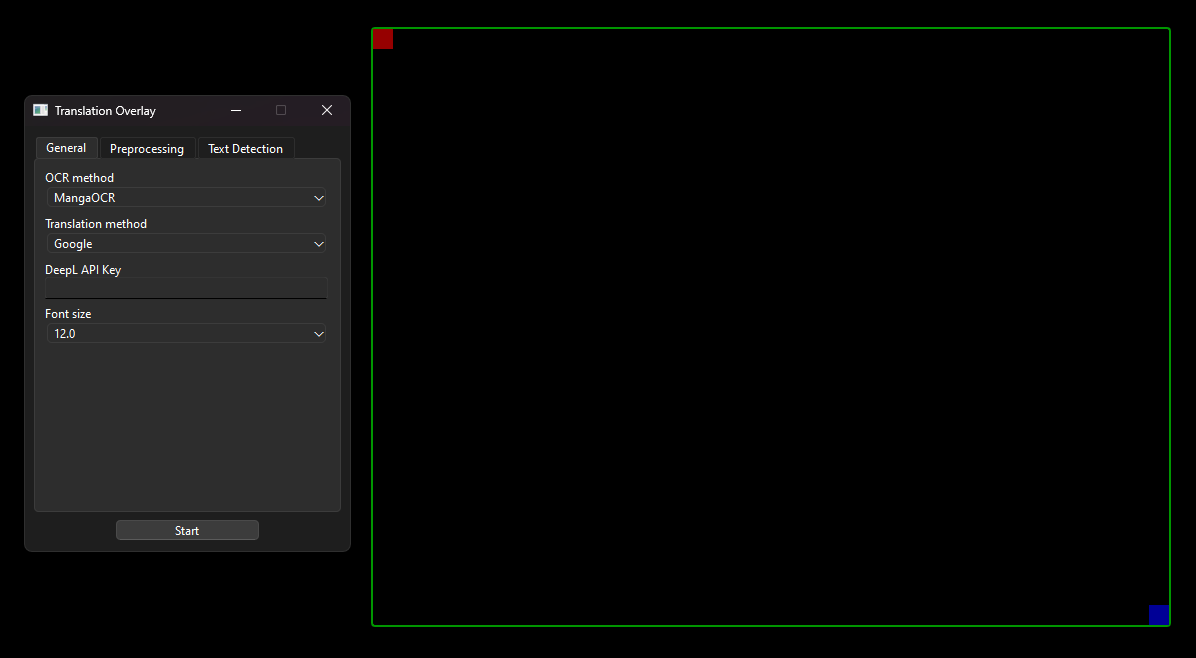 Translation Overlay
General Preprocessing Text Detection
OCR method
MangaOCR
Translation method
Google
DeepL API Key
Font size
12.0
Start